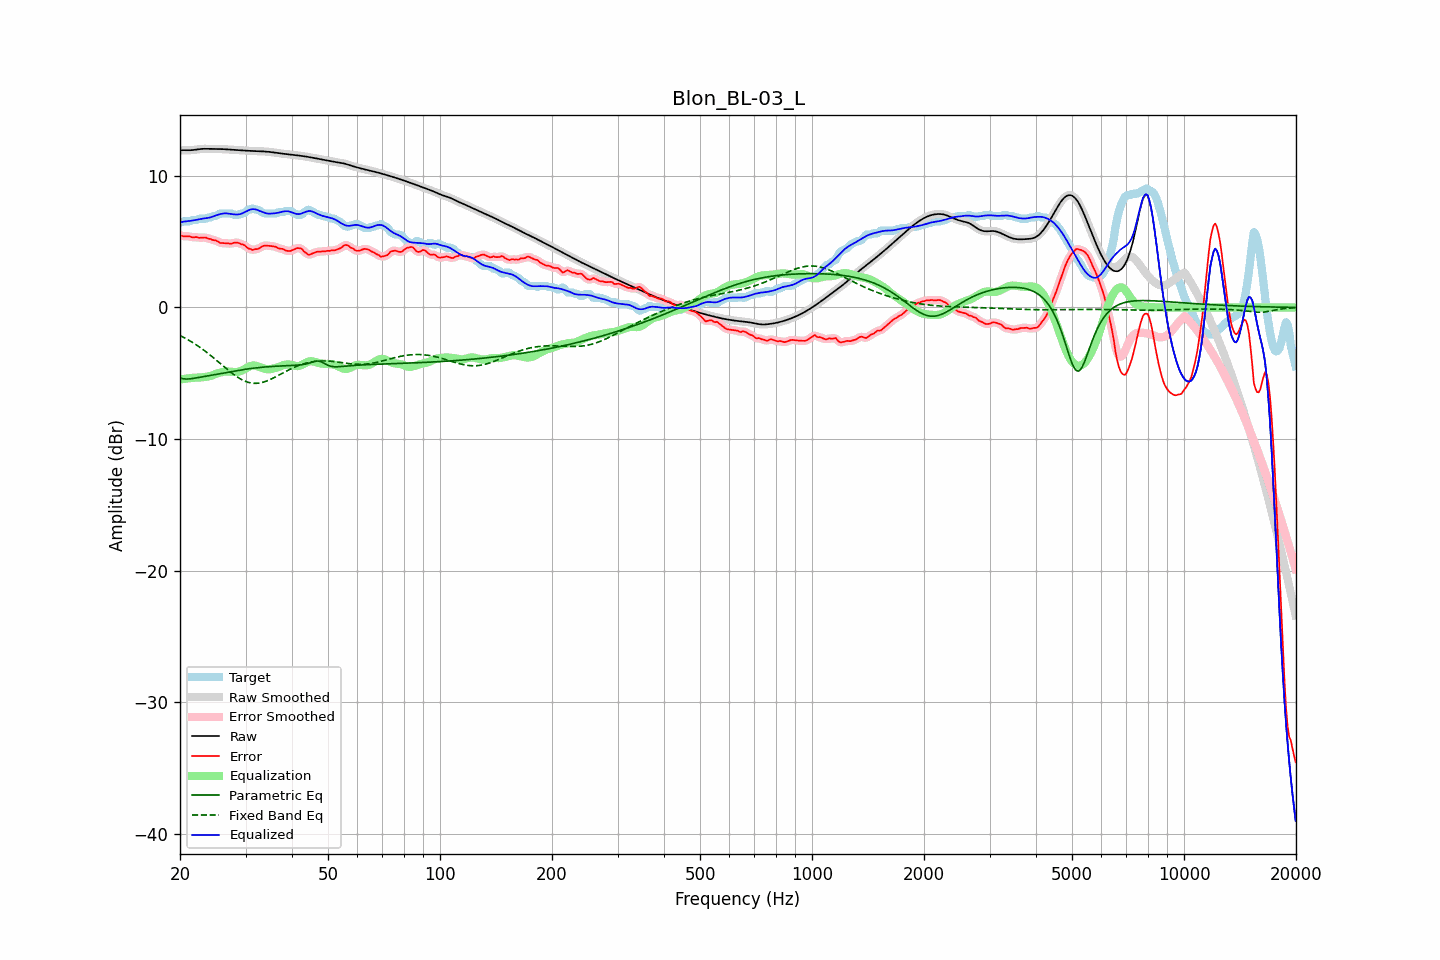 Blon_BL-03_L
Amplitude (dBr)
10
0
−10
−20
−30
−40
Target
Raw Smoothed
Error Smoothed
Raw
Error
Equalization
Parametric Eq
Fixed Band Eq
Equalized
20 50 100 200 500 1000 2000 5000 10000 20000
Frequency (Hz)